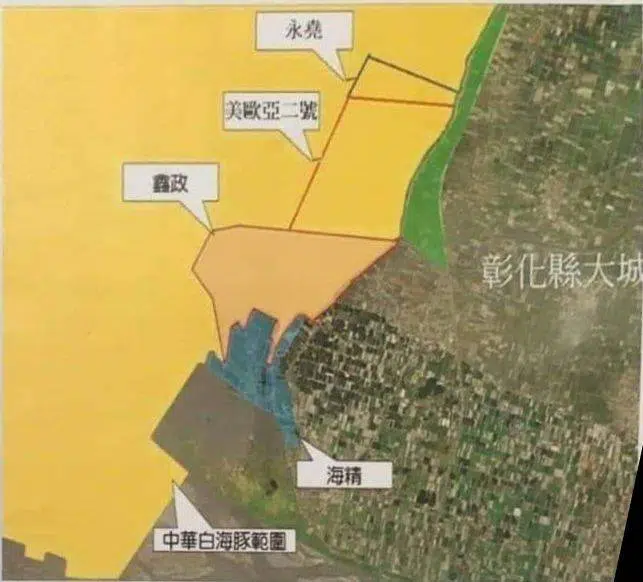 永堯
美歐亞二號
鑫政
彰化縣大城
海精
中華白海豚範圍